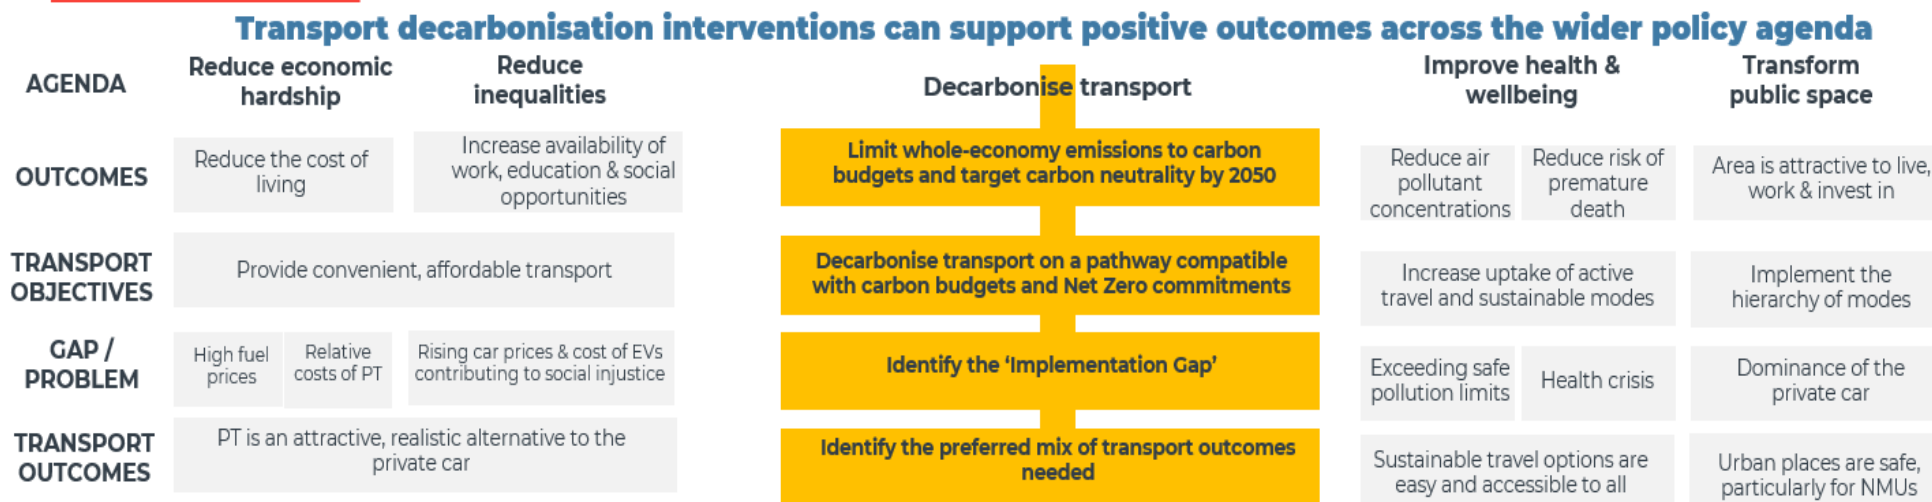 Transport decarbonisation interventions can support positive outcomes across the wider policy agenda
AGENDA
Reduce economic
hardship
Reduce
inequalities
Decarbonise transport
Improve health &
wellbeing
Transform
public space
OUTCOMES
Reduce the cost of
living
Increase availability of
work, education & social
opportunities
Limit whole-economy emissions to carbon
budgets and target carbon neutrality by 2050
Reduce air
pollutant
concentrations
Reduce risk of
premature
death
Area is attractive to live,
work & invest in
TRANSPORT
OBJECTIVES
Provide convenient, affordable transport
Decarbonise transport on a pathway compatible
with carbon budgets and Net Zero commitments
Increase uptake of active
travel and sustainable modes
Implement the
hierarchy of modes
GAP /
PROBLEM
High fuel
prices
Relative
costs of PT
Rising car prices & cost of EVs
contributing to social injustice
Identify the ‘Implementation Gap’
Exceeding safe
pollution limits
Health crisis
Dominance of the
private car
TRANSPORT
OUTCOMES
PT is an attractive, realistic alternative to the
private car
Identify the preferred mix of transport outcomes
needed
Sustainable travel options are
easy and accessible to all
Urban places are safe,
particularly for NMUs